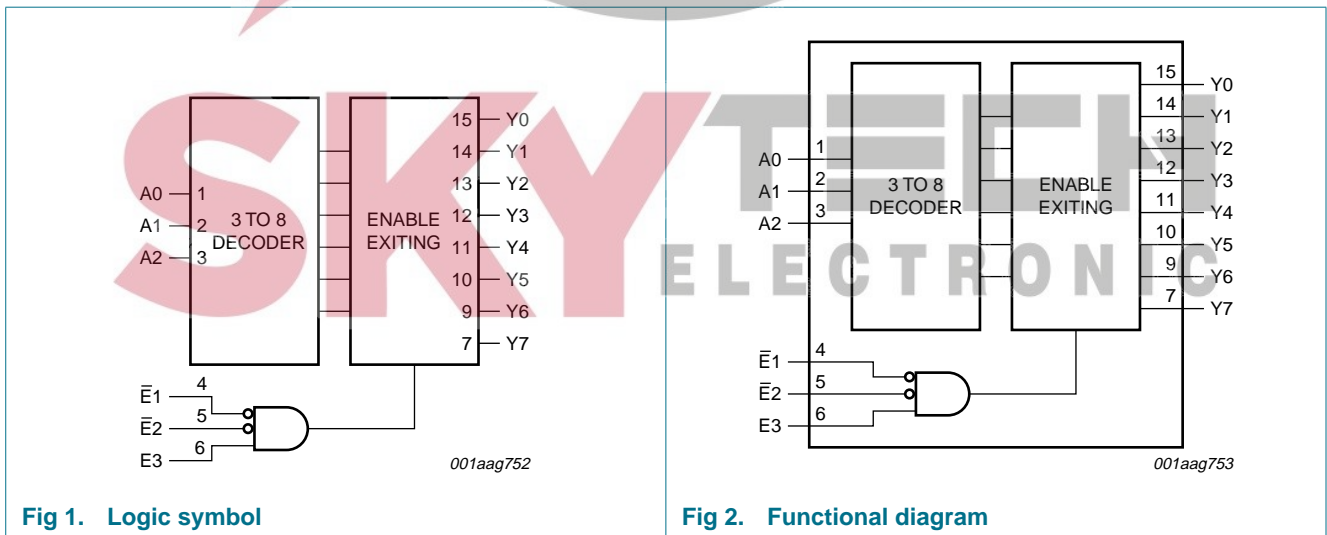 SKYTECH
ELECTRONIC
A0 1
A1 2
A2 3
3 TO 8
DECODER
ENABLE
EXITING
15 Y0
14 Y1
13 Y2
12 Y3
11 Y4
10 Y5
9 Y6
7 Y7
E̅1 4
E̅2 5
E3 6
001aag752
Fig 1. Logic symbol
A0 1
A1 2
A2 3
3 TO 8
DECODER
ENABLE
EXITING
15 Y0
14 Y1
13 Y2
12 Y3
11 Y4
10 Y5
9 Y6
7 Y7
E̅1 4
E̅2 5
E3 6
001aag753
Fig 2. Functional diagram